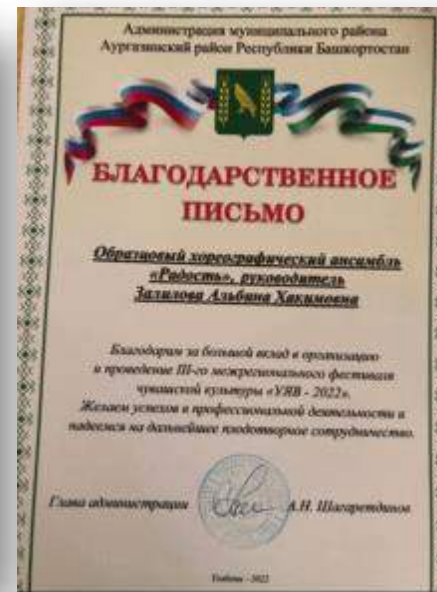 Администрация муниципального района
Аургазинский район Республики Башкортостан
БЛАГОДАРСТВЕННОЕ
ПИСЬМО
Образцовый хореографический ансамбль
«Радость», руководитель
Залилова Альбина Хакимовна
Благодарим за большой вклад в организацию
и проведение III-го межрегионального фестиваля
чувашской культуры «УЯВ - 2022».
Желаем успехов в профессиональной деятельности и
надеемся на дальнейшее плодотворное сотрудничество.
Глава администрации А.Н. Шагаретдинов
Толбазы - 2022